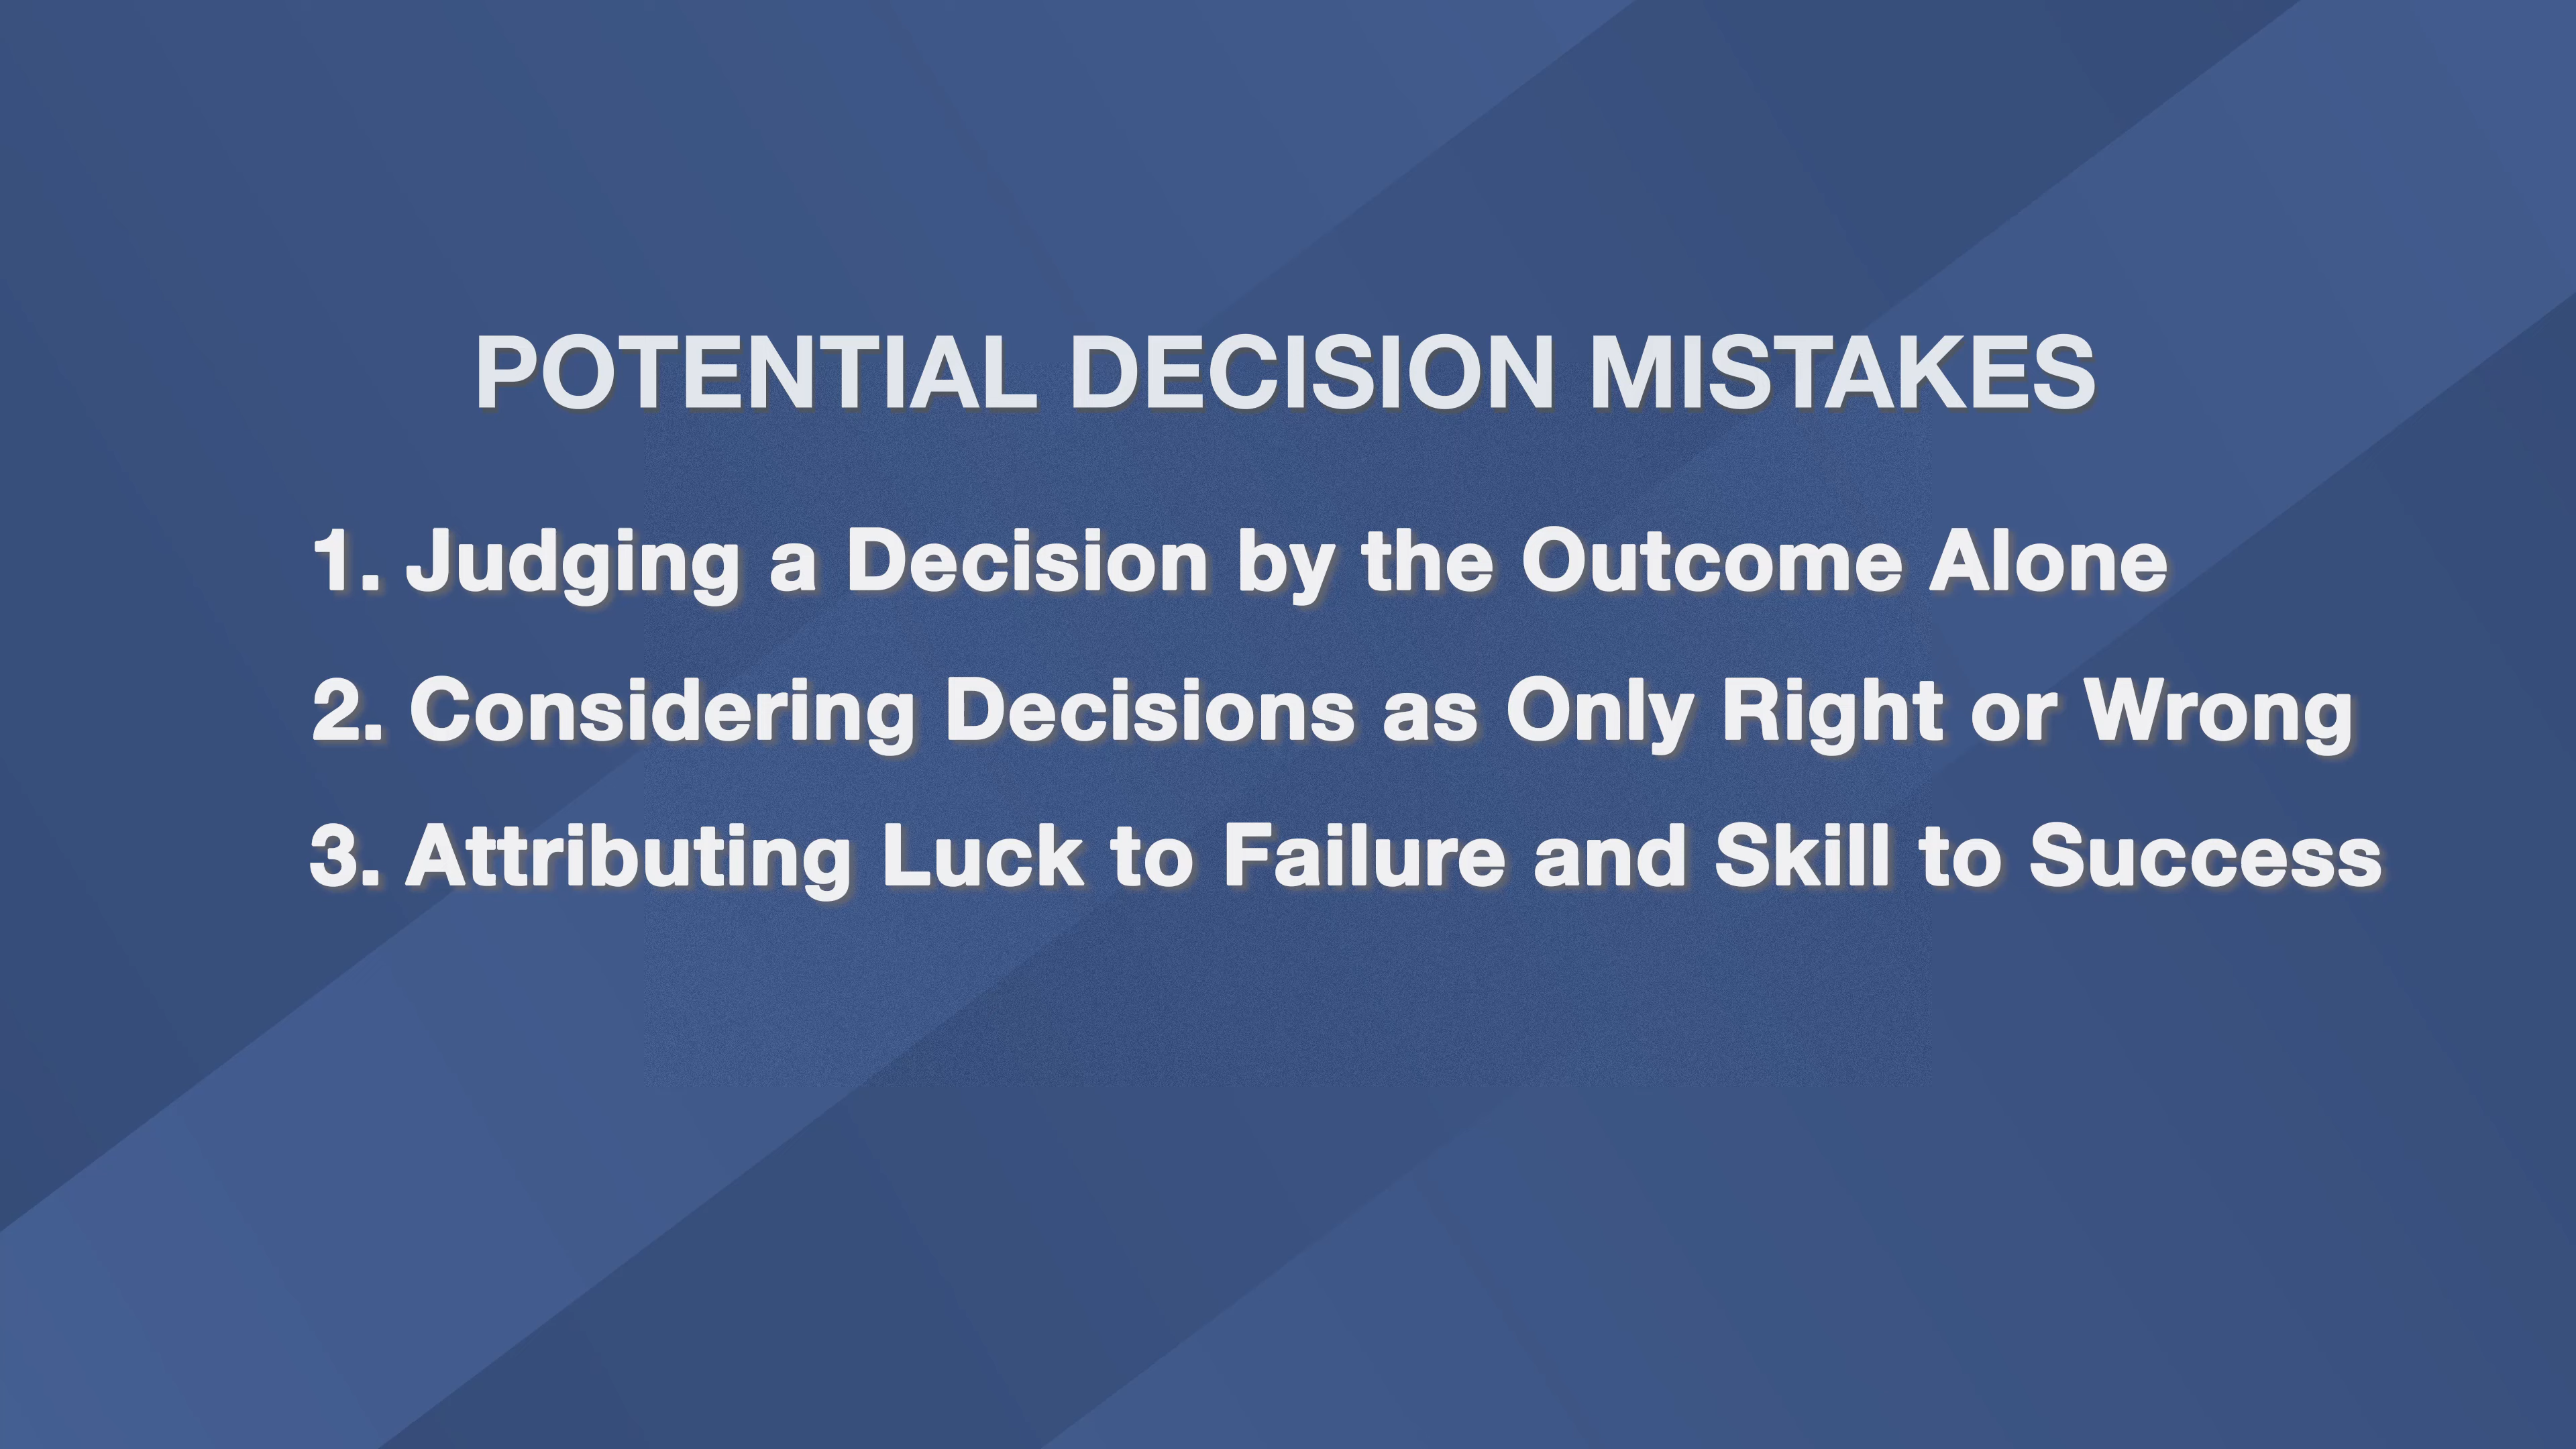 POTENTIAL DECISION MISTAKES
1. Judging a Decision by the Outcome Alone
2. Considering Decisions as Only Right or Wrong
3. Attributing Luck to Failure and Skill to Success